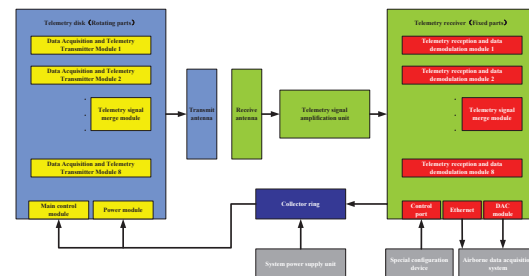 Telemetry disk《Rotating parts》
Data Acquisition and Telemetry
Transmitter Module 1
Data Acquisition and Telemetry
Transmitter Module 2
Telemetry signal
merge module
Data Acquisition and Telemetry
Transmitter Module 8
Main control
module
Power module
Transmit
antenna
Receive
antenna
Telemetry signal
amplification unit
Telemetry receiver《Fixed parts》
Telemetry reception and data
demodulation module 1
Telemetry reception and data
demodulation module 2
Telemetry signal
merge module
Telemetry reception and data
demodulation module 8
Control
port
Ethernet
DAC
module
Collector ring
System power supply unit
Special configuration
device
Airborne data acquisition
system